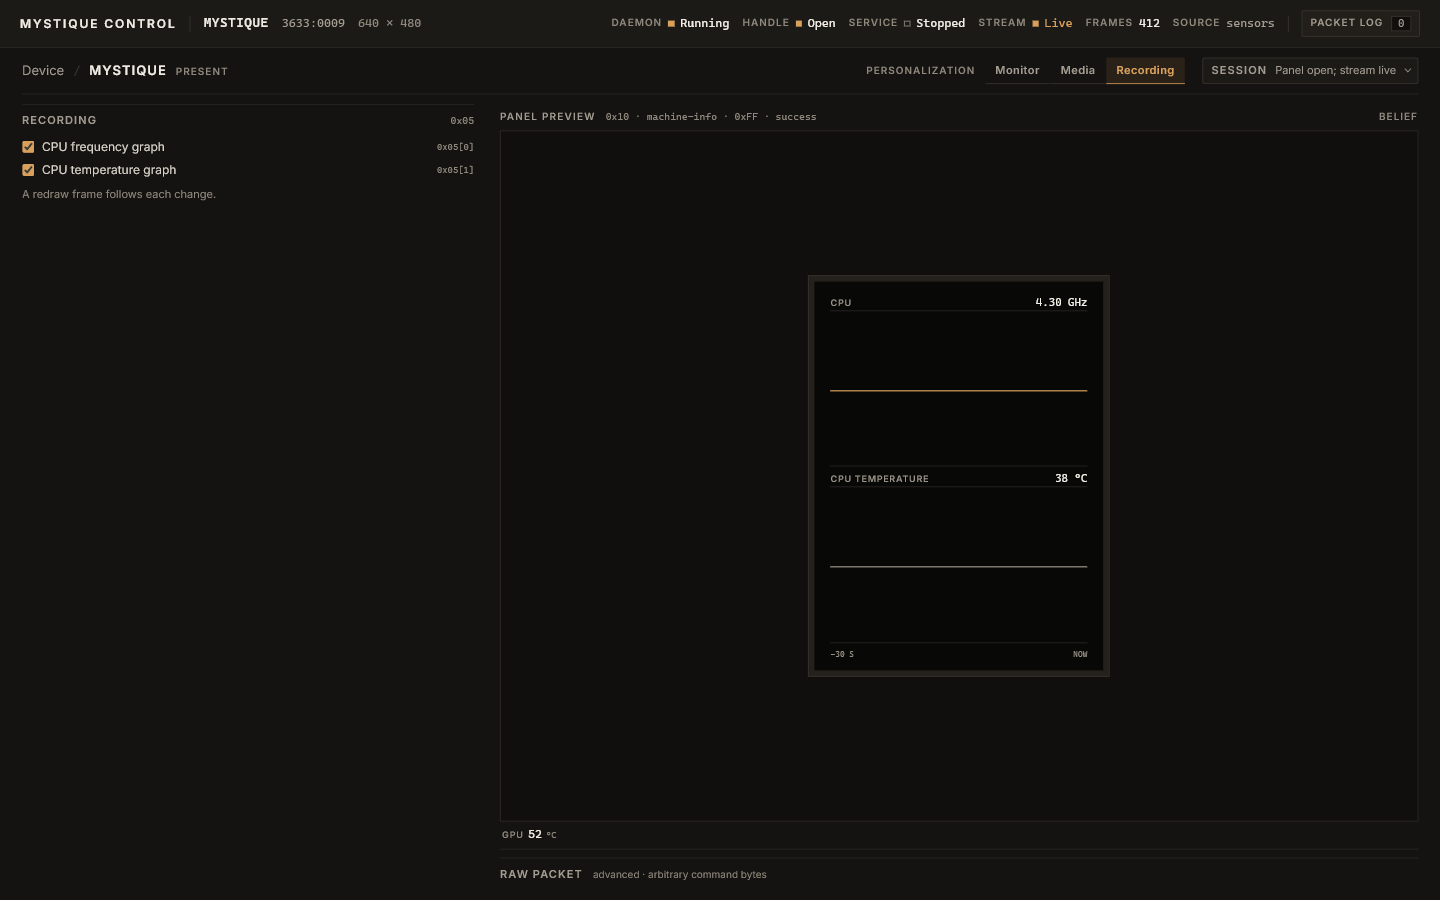 MYSTIQUE CONTROL MYSTIQUE 3633:0009 640 × 480 DAEMON Running HANDLE Open SERVICE Stopped STREAM Live FRAMES 412 SOURCE sensors PACKET LOG 0
Device / MYSTIQUE PRESENT PERSONALIZATION Monitor Media Recording SESSION Panel open; stream live
RECORDING 0x05
CPU frequency graph 0x05[0]
CPU temperature graph 0x05[1]
A redraw frame follows each change.
PANEL PREVIEW 0x10 · machine-info · 0xFF · success BELIEF
CPU 4.30 GHz
CPU TEMPERATURE 38 °C
−30 S NOW
GPU 52 °C
RAW PACKET advanced · arbitrary command bytes